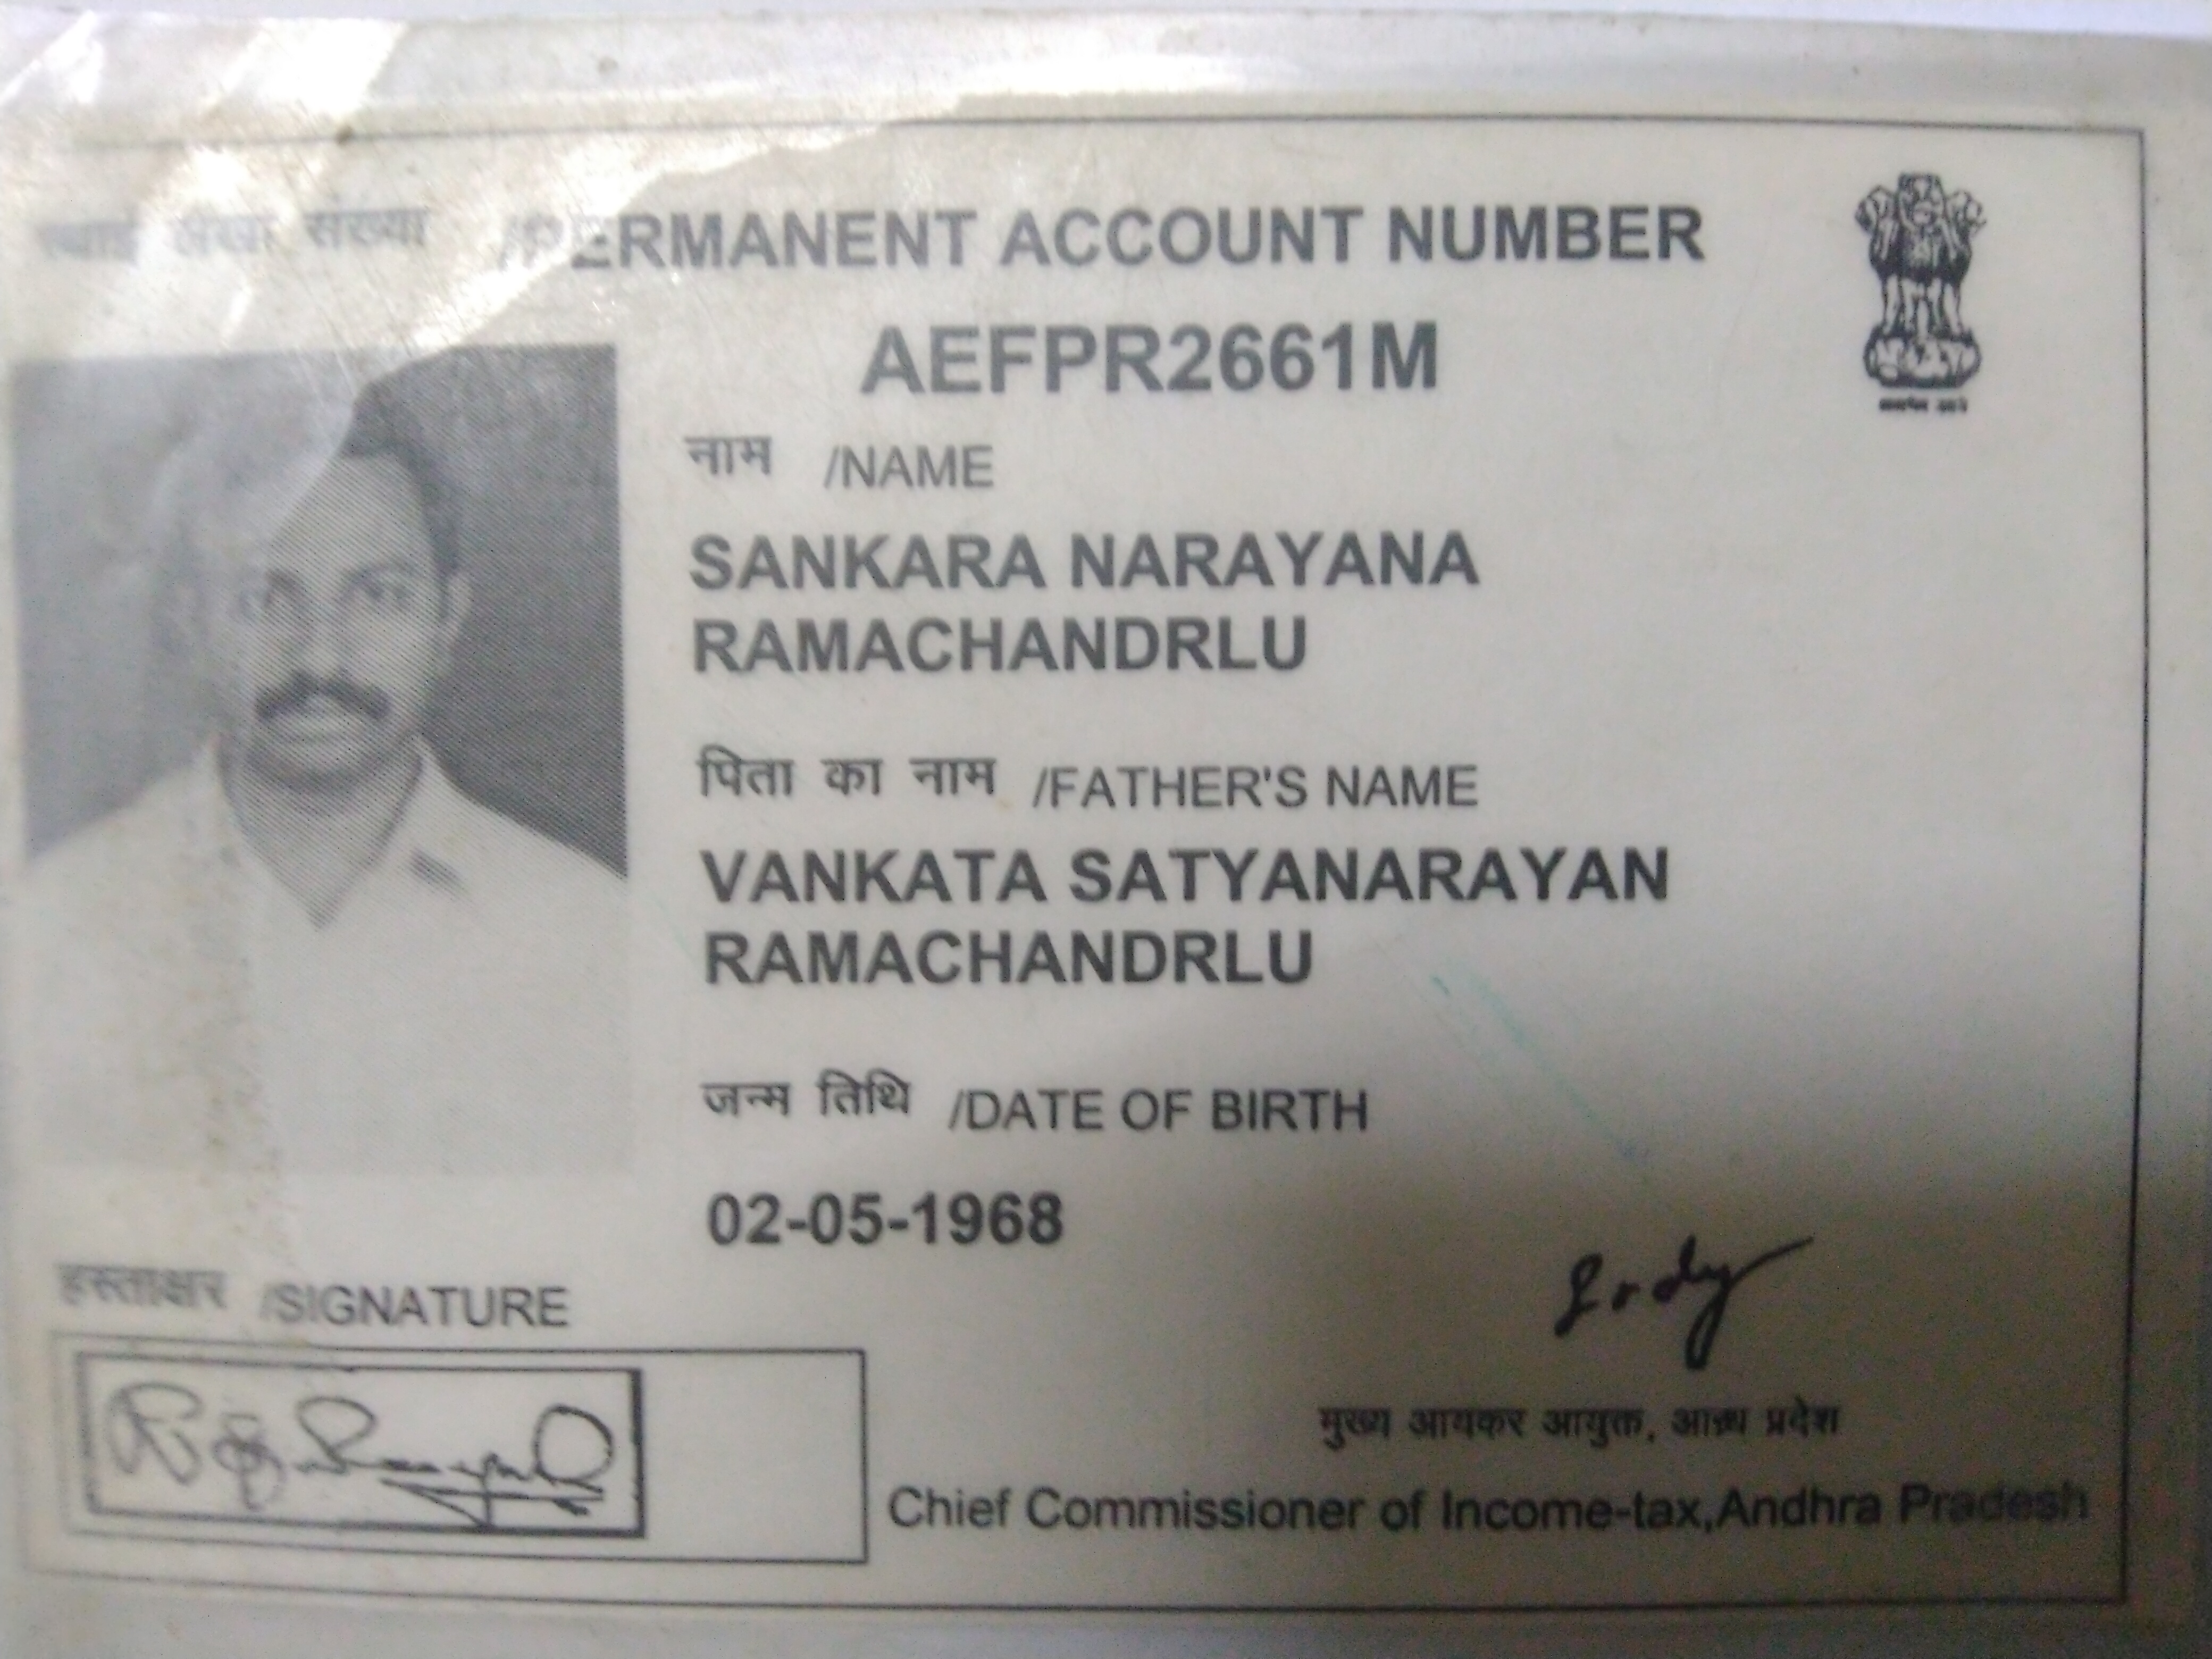 स्थाई लेखा संख्या /PERMANENT ACCOUNT NUMBER
AEFPR2661M
नाम /NAME
SANKARA NARAYANA
RAMACHANDRLU
पिता का नाम /FATHER'S NAME
VANKATA SATYANARAYAN
RAMACHANDRLU
जन्म तिथि /DATE OF BIRTH
02-05-1968
हस्ताक्षर /SIGNATURE
मुख्य आयकर आयुक्त, आन्ध्र प्रदेश
Chief Commissioner of Income-tax,Andhra Pradesh